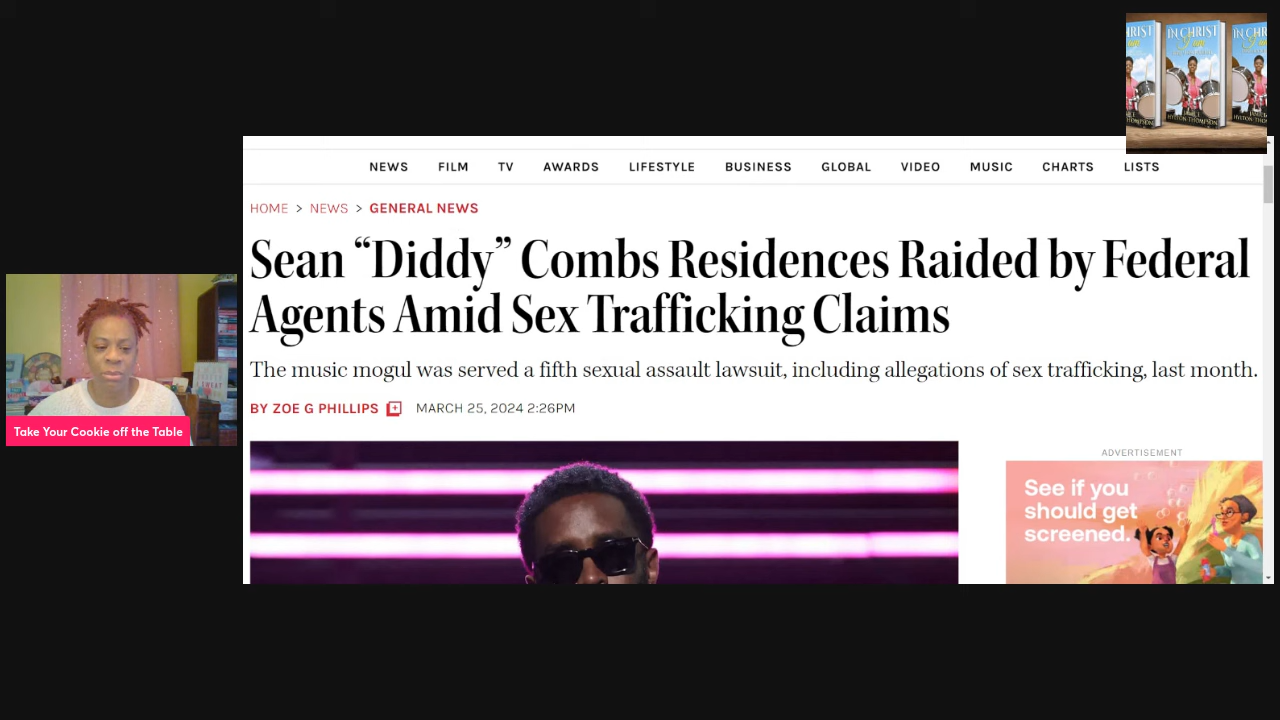 NEWS FILM TV AWARDS LIFESTYLE BUSINESS GLOBAL VIDEO MUSIC CHARTS LISTS
HOME > NEWS > GENERAL NEWS
Sean “Diddy” Combs Residences Raided by Federal
Agents Amid Sex Trafficking Claims
The music mogul was served a fifth sexual assault lawsuit, including allegations of sex trafficking, last month.
BY ZOE G PHILLIPS MARCH 25, 2024 2:26PM
ADVERTISEMENT
See if you
should get
screened.
Take Your Cookie off the Table
IN CHRIST
I am